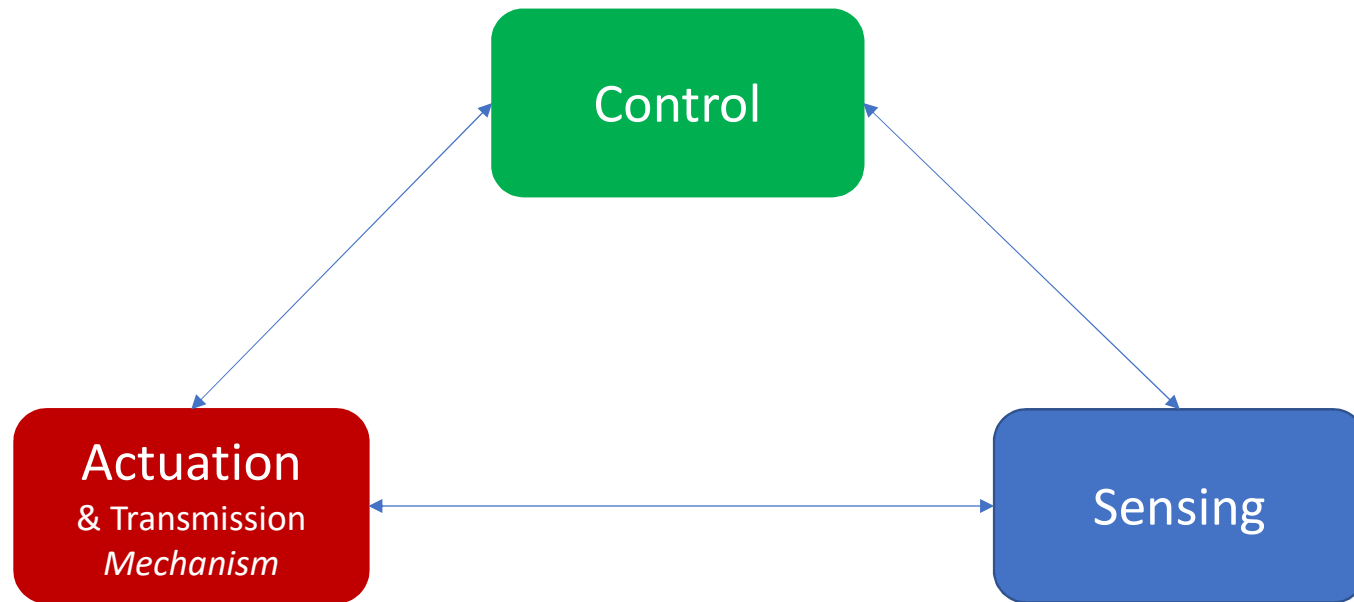 Control
Actuation
& Transmission
Mechanism
Sensing